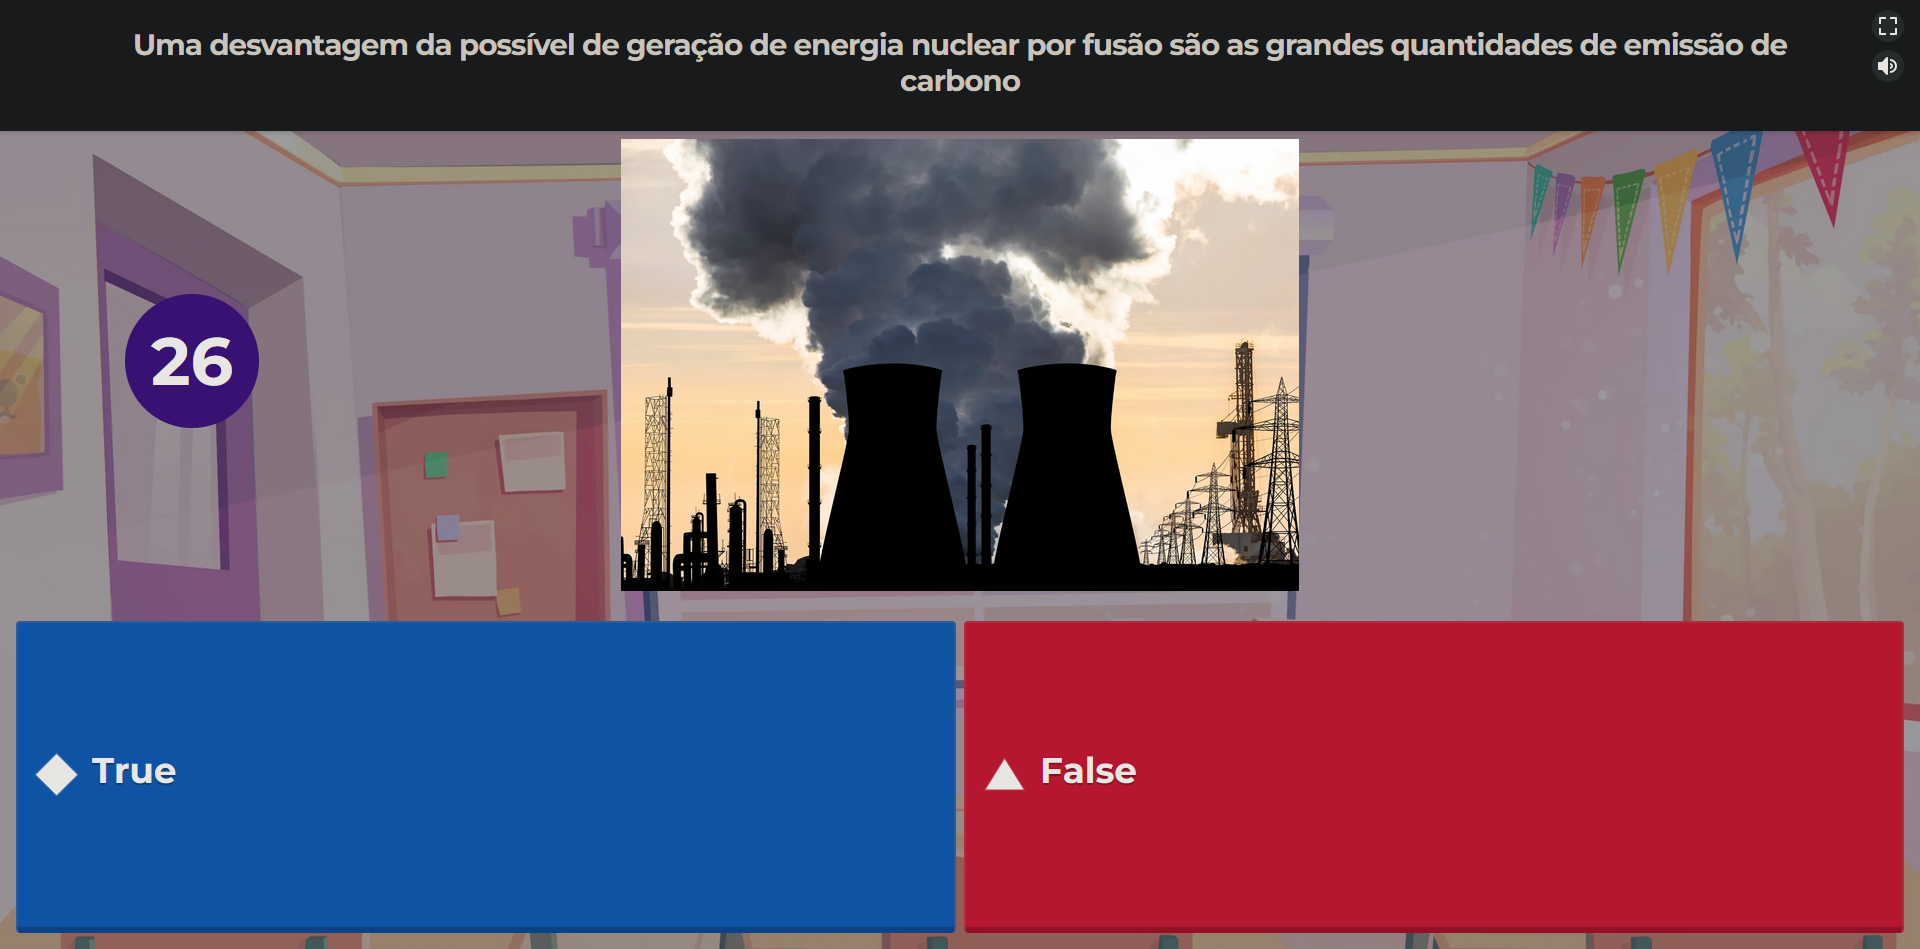 Uma desvantagem da possível de geração de energia nuclear por fusão são as grandes quantidades de emissão de
carbono
26
True
False